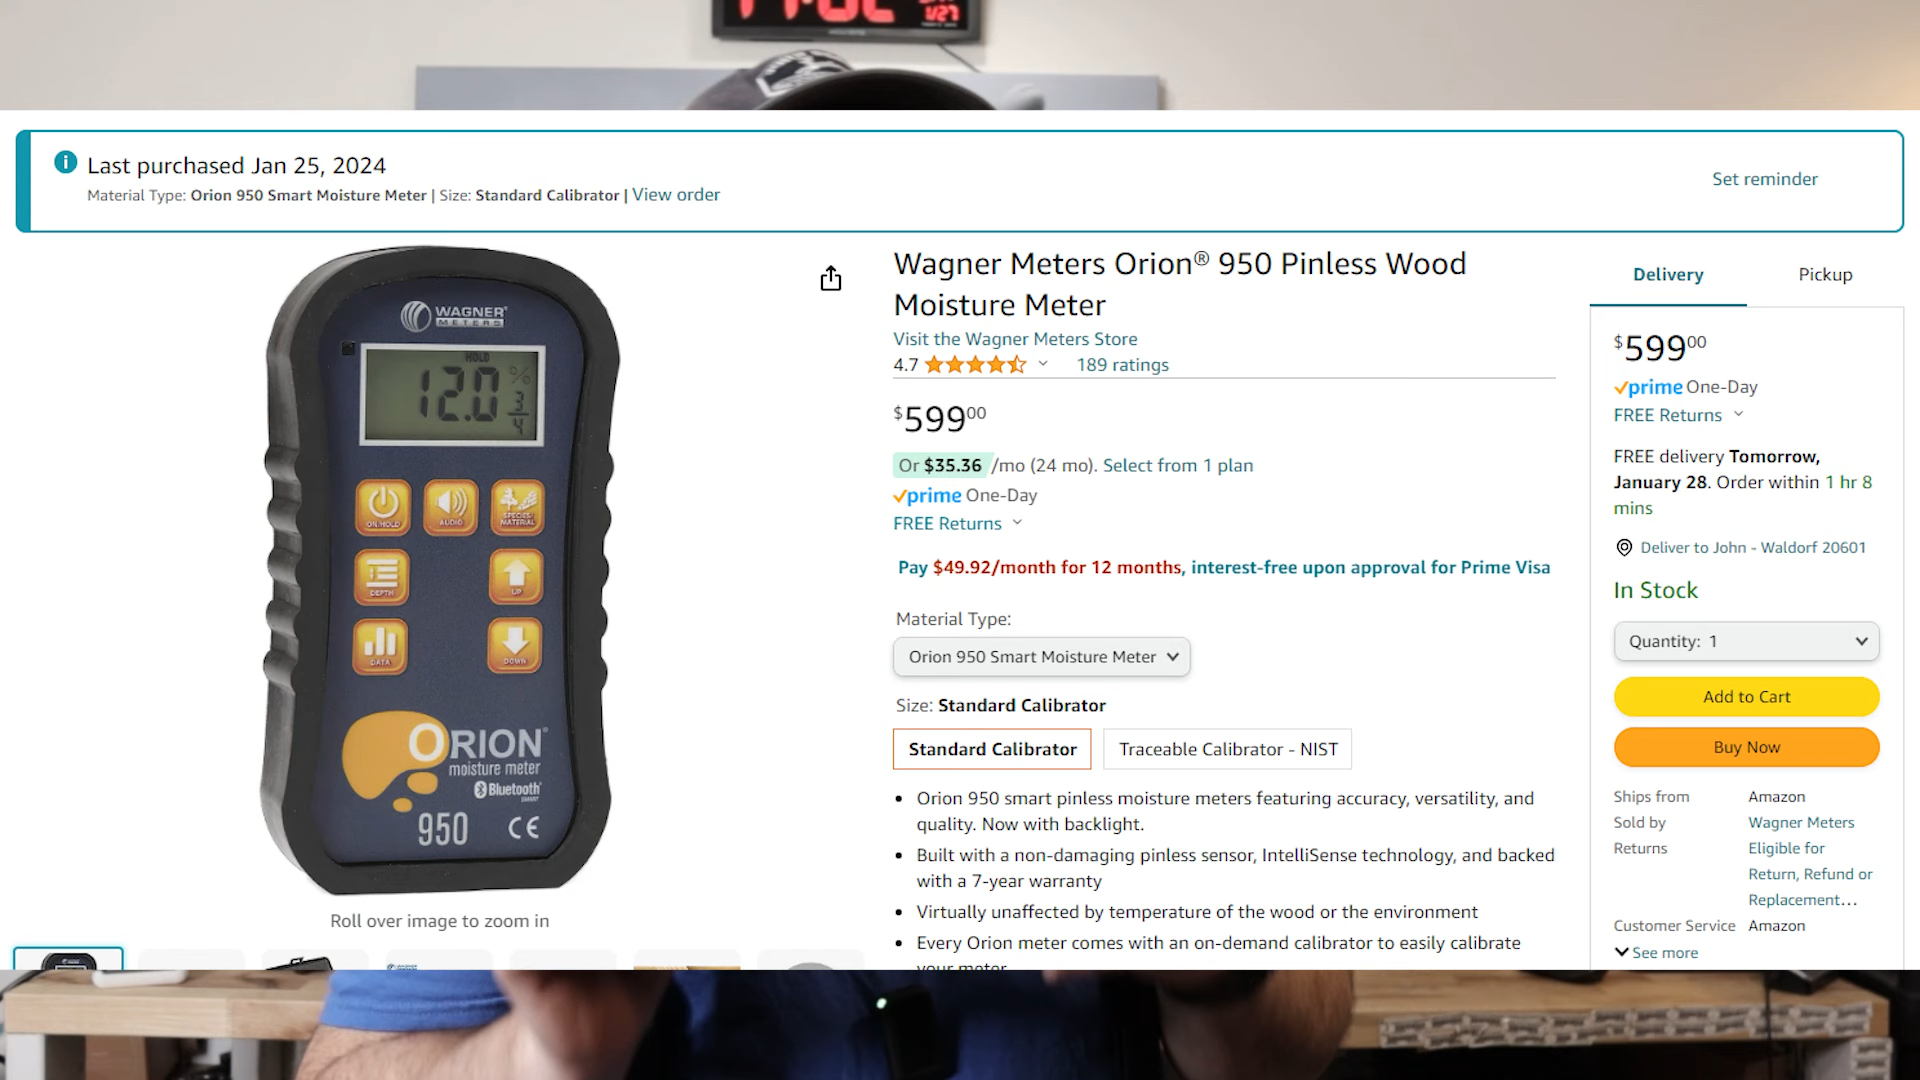 1/27
Last purchased Jan 25, 2024
Material Type: Orion 950 Smart Moisture Meter | Size: Standard Calibrator | View order
Set reminder
WAGNER
METERS
HOLD
12.0 %
3/4
ON/HOLD
AUDIO
SPECIES/
MATERIAL
DEPTH
UP
DATA
DOWN
ORION®
moisture meter
Bluetooth®
SMART
950 CE
Roll over image to zoom in
Wagner Meters Orion® 950 Pinless Wood
Moisture Meter
Visit the Wagner Meters Store
4.7 189 ratings
$59900
Or $35.36 /mo (24 mo). Select from 1 plan
prime One-Day
FREE Returns
Pay $49.92/month for 12 months, interest-free upon approval for Prime Visa
Material Type:
Orion 950 Smart Moisture Meter
Size: Standard Calibrator
Standard Calibrator
Traceable Calibrator - NIST
• Orion 950 smart pinless moisture meters featuring accuracy, versatility, and
quality. Now with backlight.
• Built with a non-damaging pinless sensor, IntelliSense technology, and backed
with a 7-year warranty
• Virtually unaffected by temperature of the wood or the environment
• Every Orion meter comes with an on-demand calibrator to easily calibrate
your meter
Delivery
Pickup
$59900
prime One-Day
FREE Returns
FREE delivery Tomorrow,
January 28. Order within 1 hr 8
mins
Deliver to John - Waldorf 20601
In Stock
Quantity: 1
Add to Cart
Buy Now
Ships from Amazon
Sold by Wagner Meters
Returns Eligible for
Return, Refund or
Replacement...
Customer Service Amazon
See more